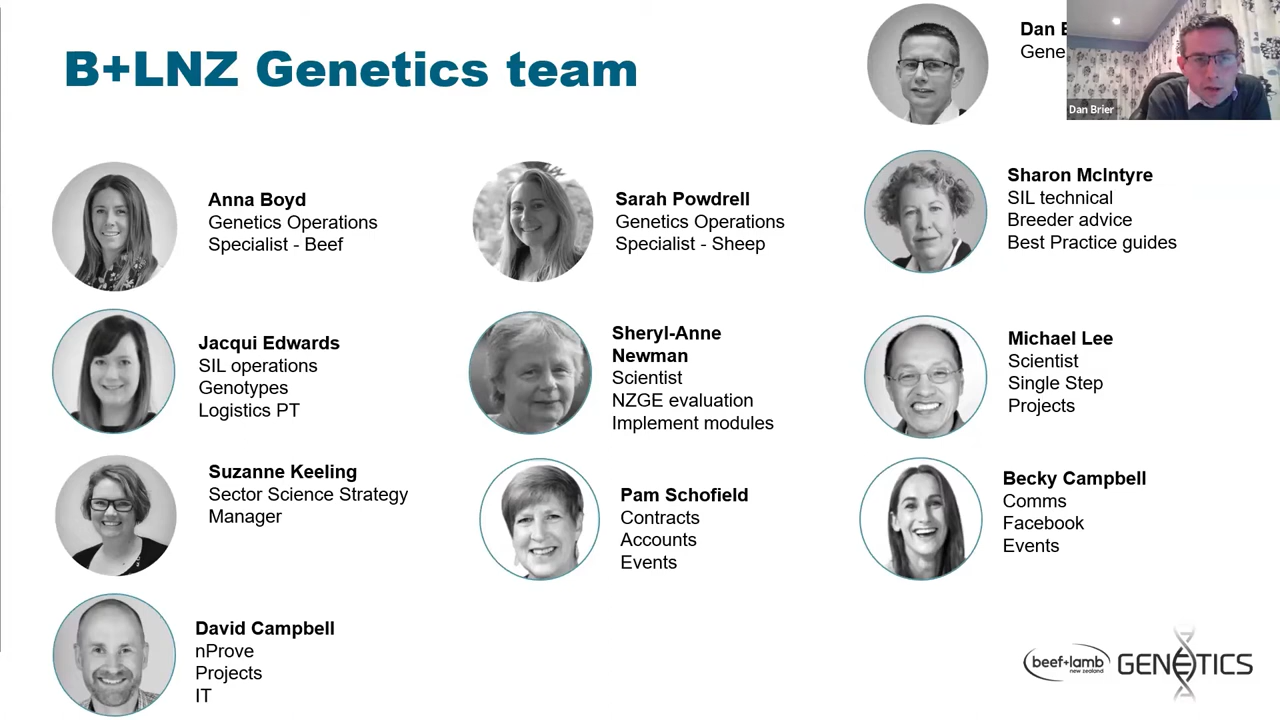 B+LNZ Genetics team
Dan
Gene
Dan Brier
Anna Boyd
Genetics Operations
Specialist - Beef
Sarah Powdrell
Genetics Operations
Specialist - Sheep
Sharon McIntyre
SIL technical
Breeder advice
Best Practice guides
Jacqui Edwards
SIL operations
Genotypes
Logistics PT
Sheryl-Anne
Newman
Scientist
NZGE evaluation
Implement modules
Michael Lee
Scientist
Single Step
Projects
Suzanne Keeling
Sector Science Strategy
Manager
Pam Schofield
Contracts
Accounts
Events
Becky Campbell
Comms
Facebook
Events
David Campbell
nProve
Projects
IT
beef+lamb
new zealand
GENETICS